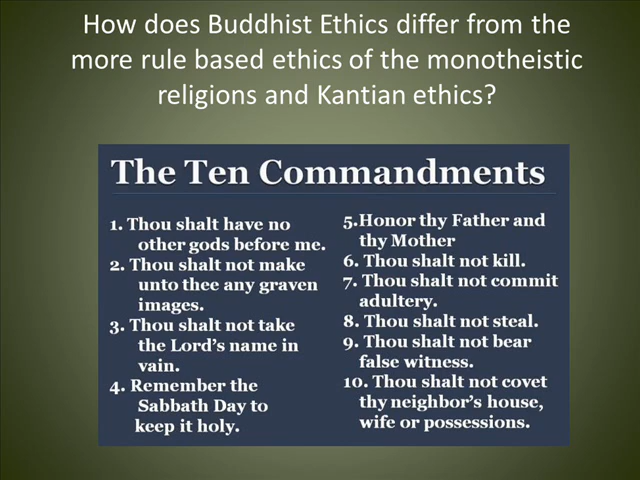 How does Buddhist Ethics differ from the
more rule based ethics of the monotheistic
religions and Kantian ethics?
The Ten Commandments
1. Thou shalt have no
other gods before me.
2. Thou shalt not make
unto thee any graven
images.
3. Thou shalt not take
the Lord's name in
vain.
4. Remember the
Sabbath Day to
keep it holy.
5.Honor thy Father and
thy Mother
6. Thou shalt not kill.
7. Thou shalt not commit
adultery.
8. Thou shalt not steal.
9. Thou shalt not bear
false witness.
10. Thou shalt not covet
thy neighbor's house,
wife or possessions.